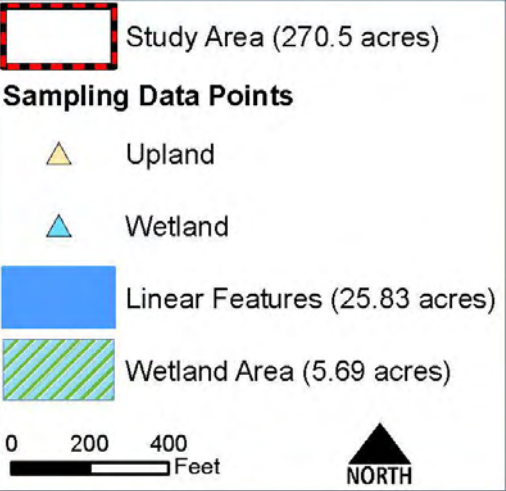 Study Area (270.5 acres)
Sampling Data Points
Upland
Wetland
Linear Features (25.83 acres)
Wetland Area (5.69 acres)
0 200 400
Feet
NORTH